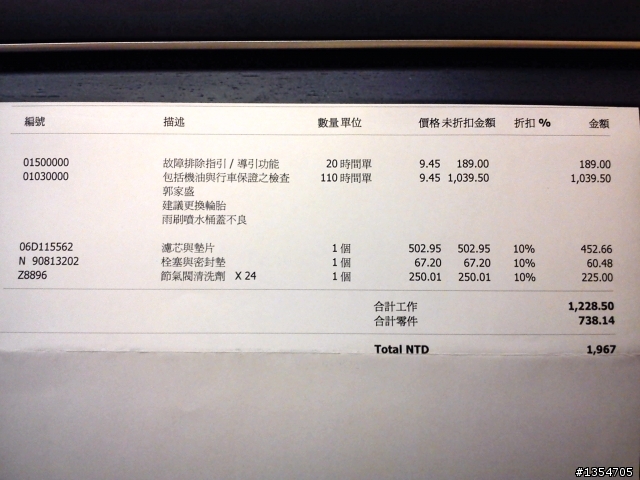 編號 描述 數量單位 價格 未折扣金額 折扣 % 金額
01500000 故障排除指引 / 導引功能 20 時間單 9.45 189.00 189.00
01030000 包括機油與行車保證之檢查 110 時間單 9.45 1,039.50 1,039.50
郭家盛
建議更換輪胎
雨刷噴水桶蓋不良
06D115562 濾芯與墊片 1 個 502.95 502.95 10% 452.66
N 90813202 栓塞與密封墊 1 個 67.20 67.20 10% 60.48
Z8896 節氣閥清洗劑 X 24 1 個 250.01 250.01 10% 225.00
合計工作 1,228.50
合計零件 738.14
Total NTD 1,967
#1354705